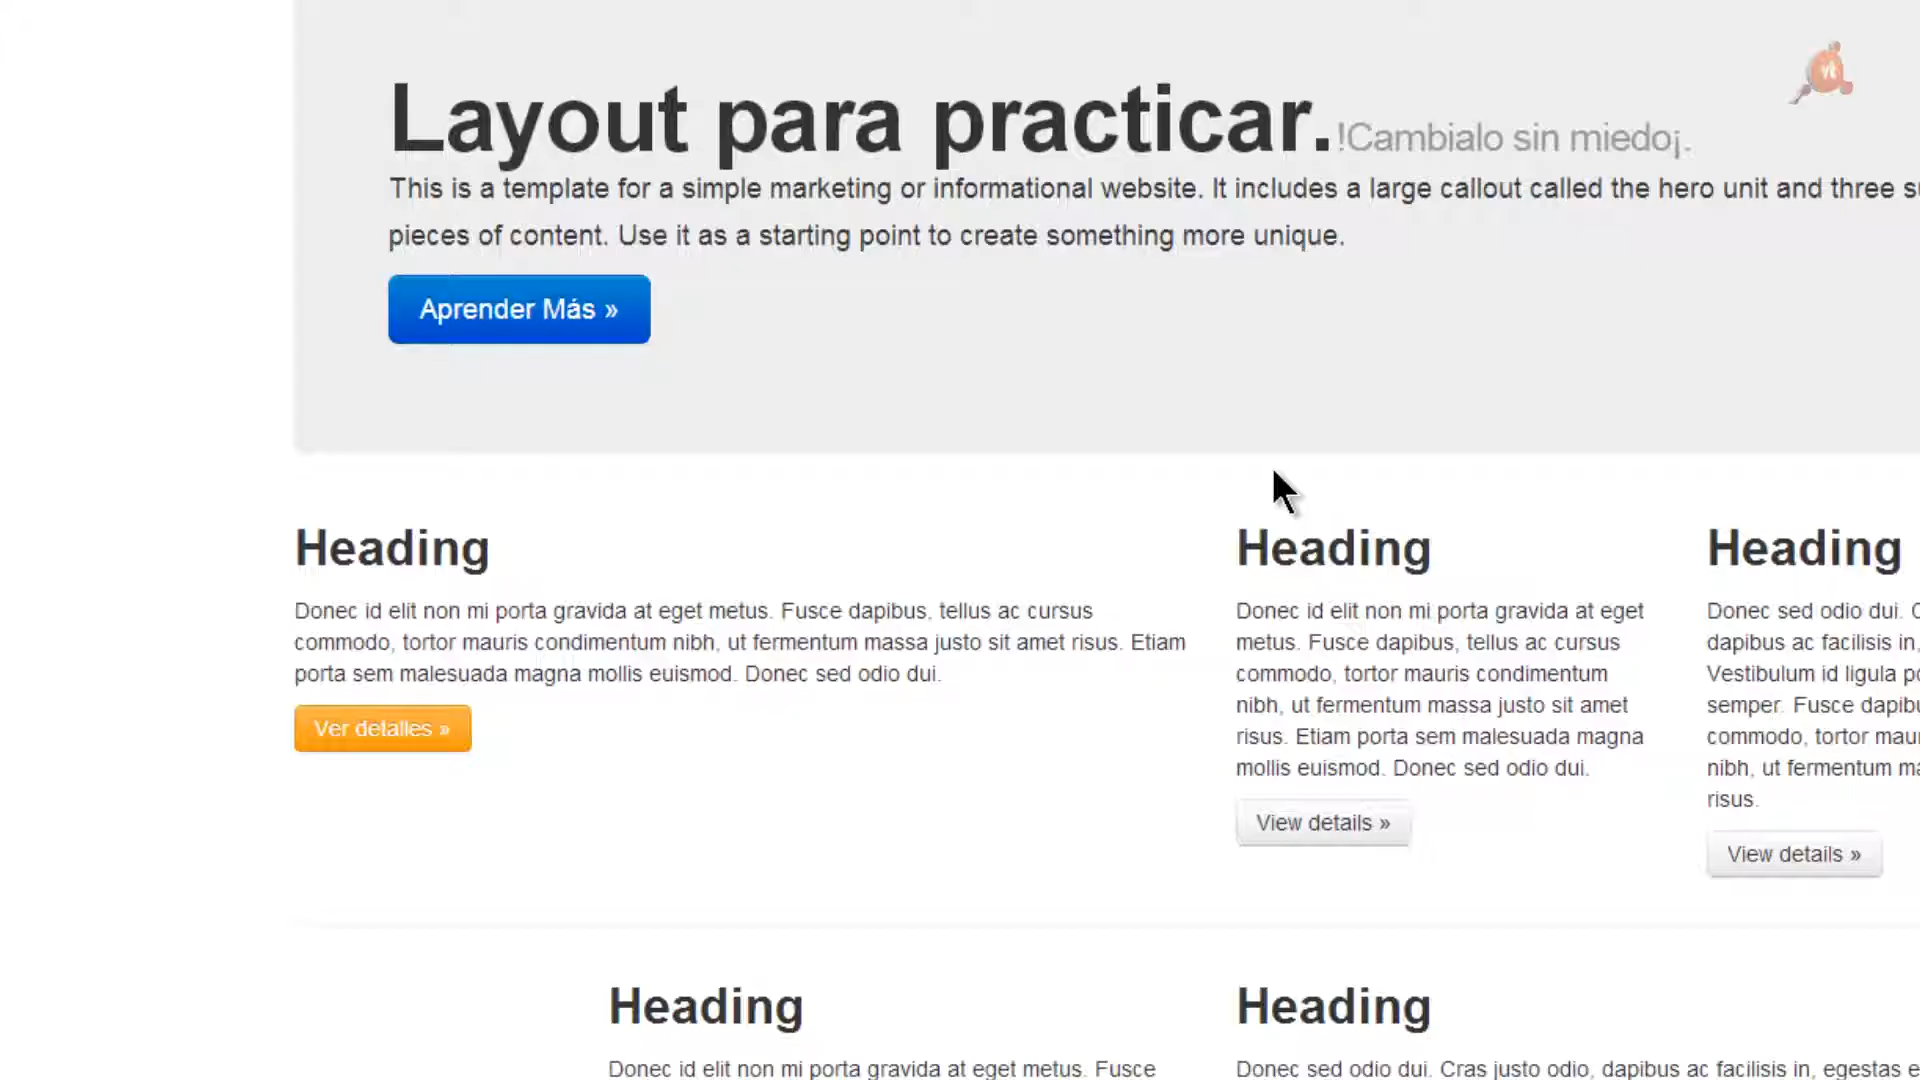 Layout para practicar. !Cambialo sin miedo¡.
This is a template for a simple marketing or informational website. It includes a large callout called the hero unit and three
pieces of content. Use it as a starting point to create something more unique.
Aprender Más »
Heading
Donec id elit non mi porta gravida at eget metus. Fusce dapibus, tellus ac cursus
commodo, tortor mauris condimentum nibh, ut fermentum massa justo sit amet risus. Etiam
porta sem malesuada magna mollis euismod. Donec sed odio dui.
Ver detalles »
Heading
Donec id elit non mi porta gravida at eget
metus. Fusce dapibus, tellus ac cursus
commodo, tortor mauris condimentum
nibh, ut fermentum massa justo sit amet
risus. Etiam porta sem malesuada magna
mollis euismod. Donec sed odio dui.
View details »
Heading
Donec sed odio dui.
dapibus ac facilisis in,
Vestibulum id ligula
semper. Fusce
commodo, tortor
nibh, ut fermentum
risus.
View details »
Heading
Donec id elit non mi porta gravida at eget metus. Fusce
Heading
Donec sed odio dui. Cras justo odio, dapibus ac facilisis in, egestas